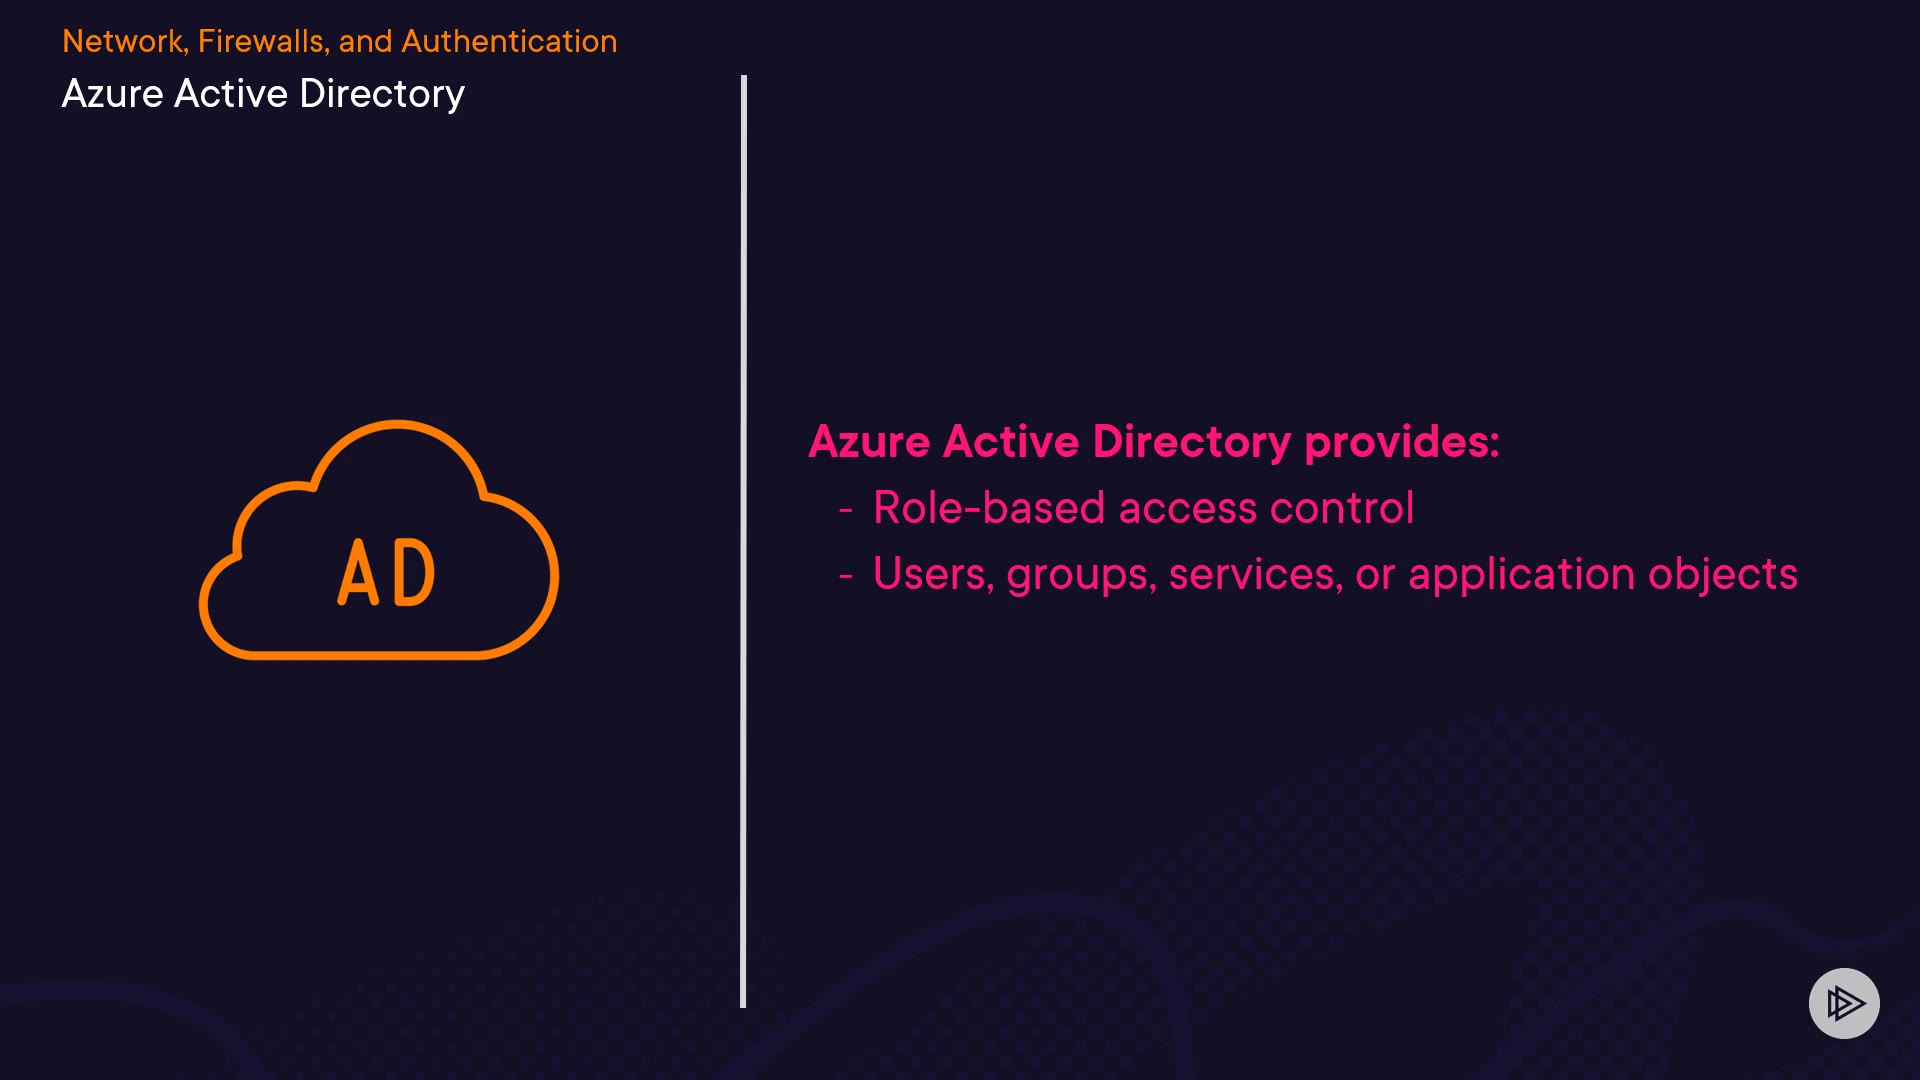 Network, Firewalls, and Authentication
Azure Active Directory
AD
Azure Active Directory provides:
- Role-based access control
- Users, groups, services, or application objects